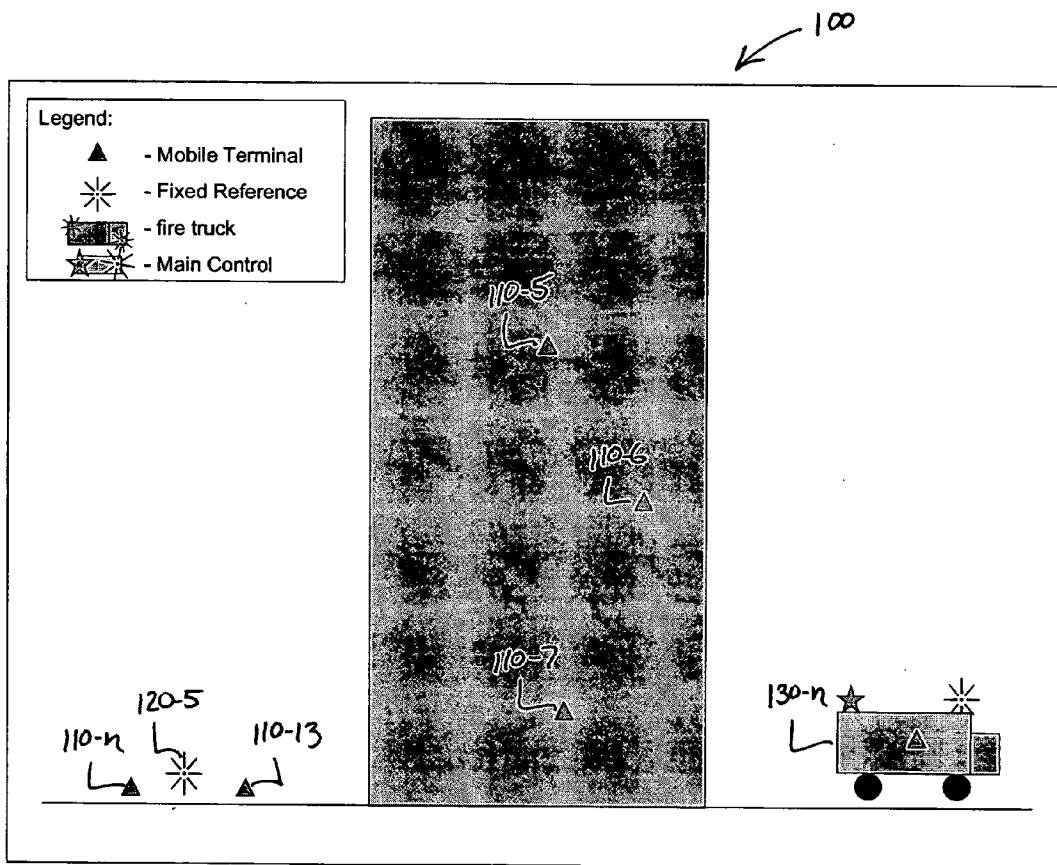 100
Legend:
- Mobile Terminal
- Fixed Reference
- fire truck
- Main Control
110-5
110-6
110-7
130-n
120-5
110-n
110-13